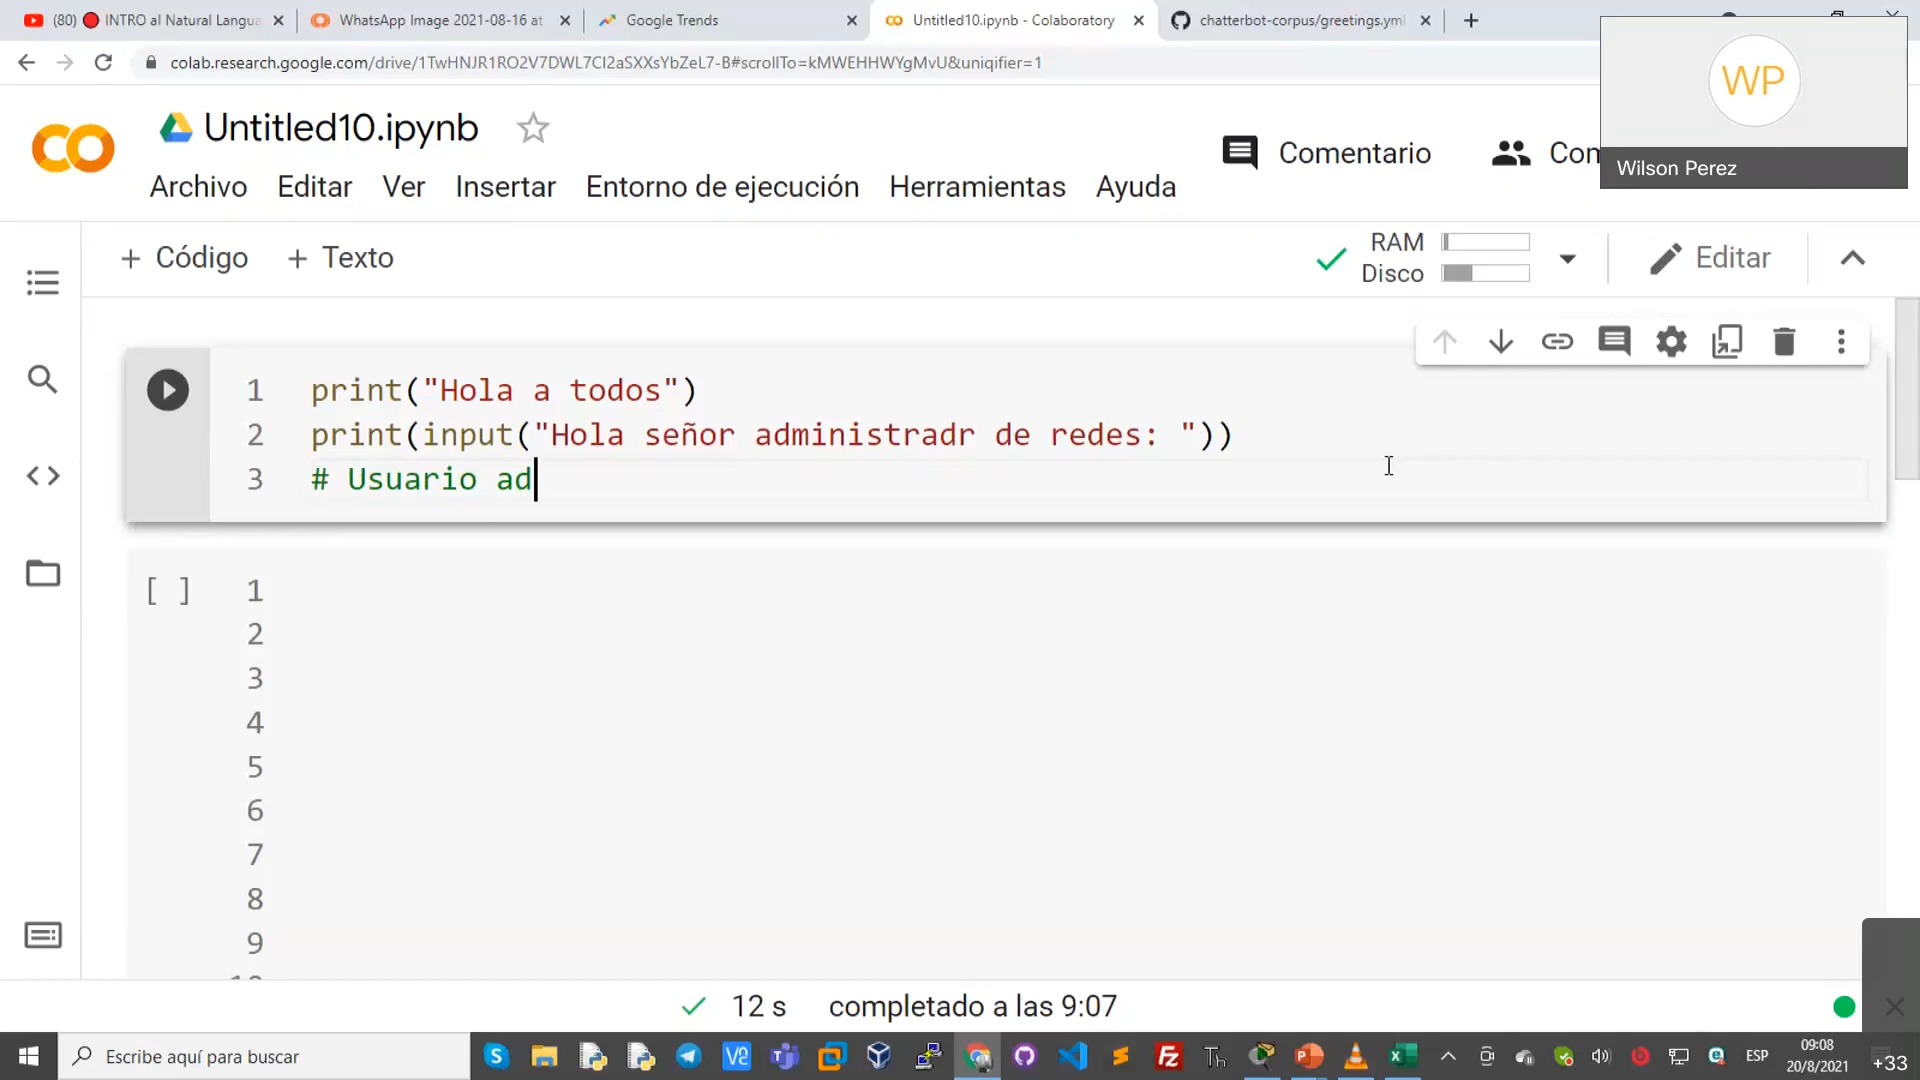 (80) 🔴 INTRO al Natural Langua
WhatsApp Image 2021-08-16 at
Google Trends
Untitled10.ipynb - Colaboratory
chatterbot-corpus/greetings.yml
colab.research.google.com/drive/1TwHNJR1RO2V7DWL7CI2aSXXsYbZeL7-B#scrollTo=kMWEHHWYgMvU&uniqifier=1
WP
Wilson Perez
CO
Untitled10.ipynb
Comentario
Com
Archivo Editar Ver Insertar Entorno de ejecución Herramientas Ayuda
+ Código + Texto
RAM
Disco
Editar
1 print("Hola a todos")
2 print(input("Hola señor administradr de redes: "))
3 # Usuario ad
[ ] 1
2
3
4
5
6
7
8
9
10
12 s completado a las 9:07
Escribe aquí para buscar
ESP
09:08
20/8/2021
+33